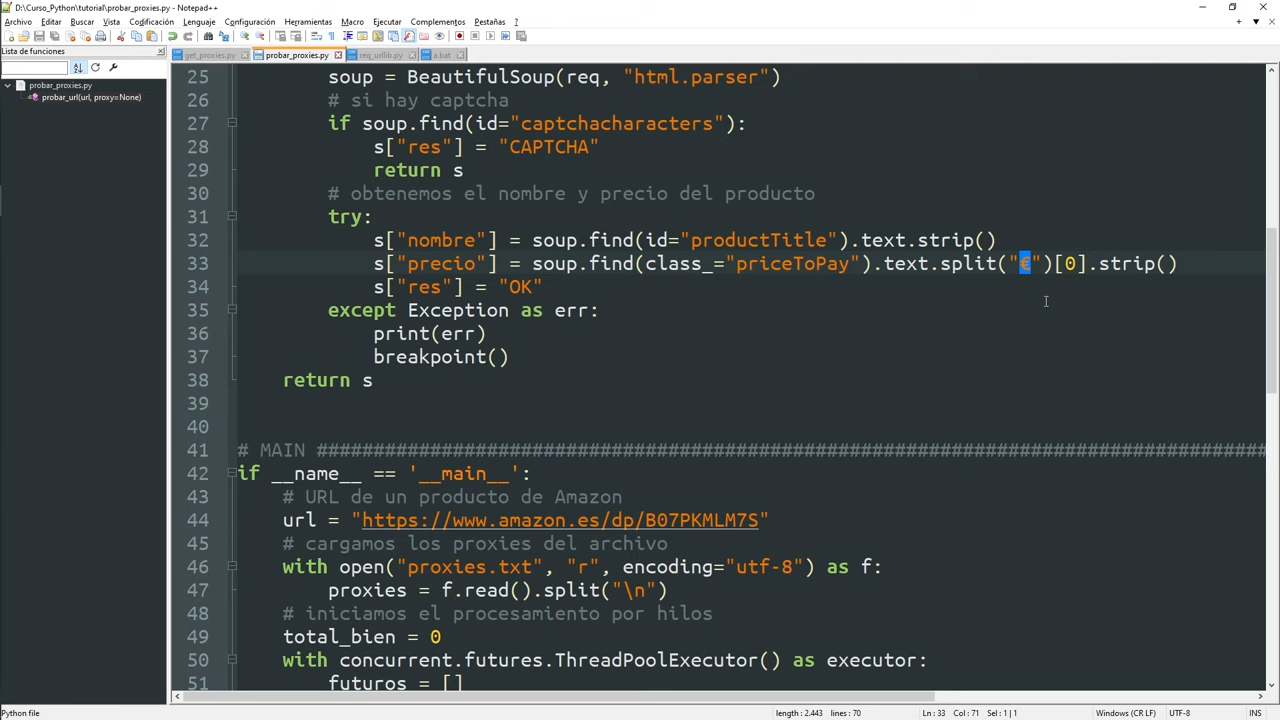 D:\Curso_Python\tutorial\probar_proxies.py - Notepad++
Archivo Editar Buscar Vista Codificación Lenguaje Configuración Herramientas Macro Ejecutar Complementos Pestañas ?
Lista de funciones
get_proxies.py probar_proxies.py req_urllib.py a.bat
probar_proxies.py
probar_url(url, proxy=None)
25 soup = BeautifulSoup(req, "html.parser")
26 # si hay captcha
27 if soup.find(id="captchacharacters"):
28 s["res"] = "CAPTCHA"
29 return s
30 # obtenemos el nombre y precio del producto
31 try:
32 s["nombre"] = soup.find(id="productTitle").text.strip()
33 s["precio"] = soup.find(class_="priceToPay").text.split("€")[0].strip()
34 s["res"] = "OK"
35 except Exception as err:
36 print(err)
37 breakpoint()
38 return s
39
40
41 # MAIN ####################################################################################
42 if __name__ == '__main__':
43 # URL de un producto de Amazon
44 url = "https://www.amazon.es/dp/B07PKMLM7S"
45 # cargamos los proxies del archivo
46 with open("proxies.txt", "r", encoding="utf-8") as f:
47 proxies = f.read().split("\n")
48 # iniciamos el procesamiento por hilos
49 total_bien = 0
50 with concurrent.futures.ThreadPoolExecutor() as executor:
51 futuros = []
Python file length : 2.443 lines : 70 Ln : 33 Col : 71 Sel : 1 | 1 Windows (CR LF) UTF-8 INS